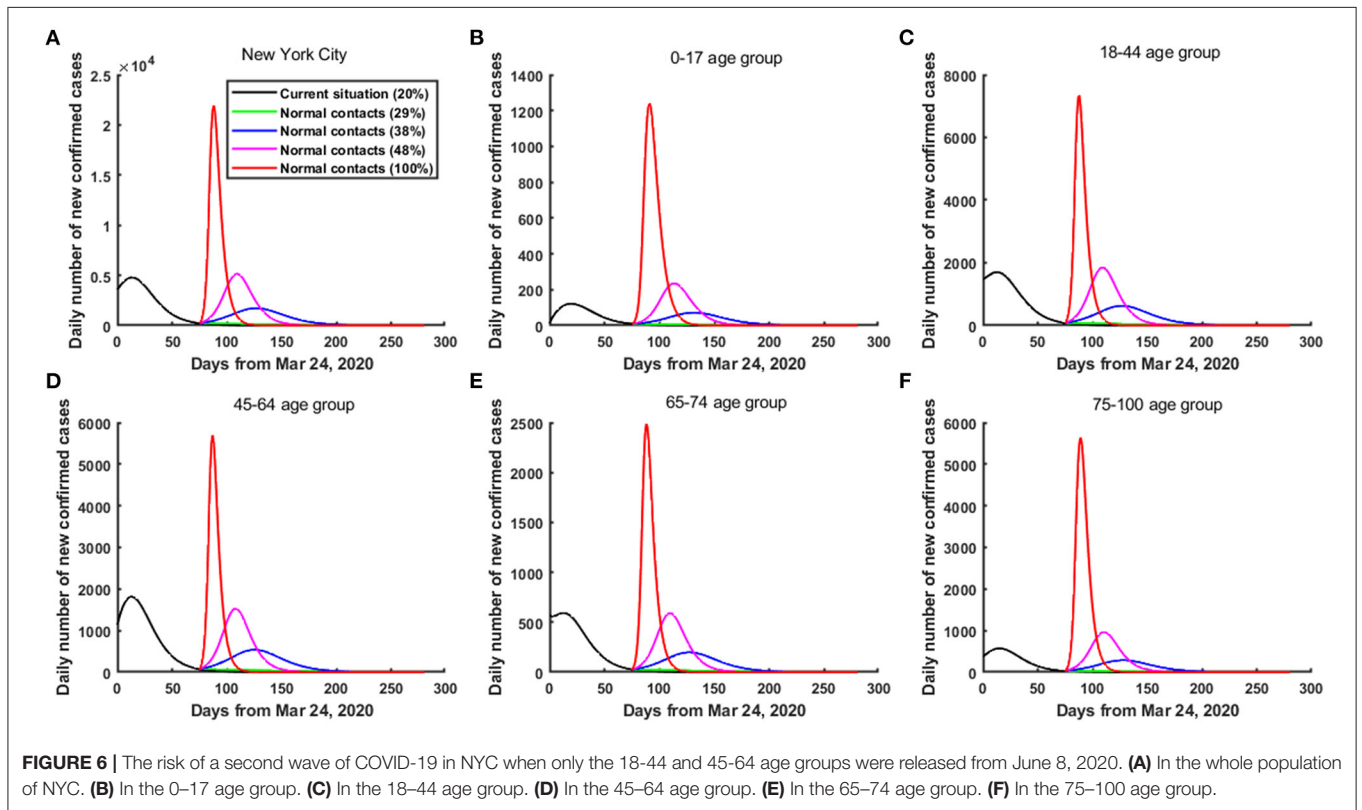 A
New York City
×10⁴
2.5
2
1.5
1
0.5
0
Daily number of new confirmed cases
Current situation (20%)
Normal contacts (29%)
Normal contacts (38%)
Normal contacts (48%)
Normal contacts (100%)
0 50 100 150 200 250 300
Days from Mar 24, 2020
B
0-17 age group
1400
1200
1000
800
600
400
200
0
Daily number of new confirmed cases
0 50 100 150 200 250 300
Days from Mar 24, 2020
C
18-44 age group
8000
6000
4000
2000
0
Daily number of new confirmed cases
0 50 100 150 200 250 300
Days from Mar 24, 2020
D
45-64 age group
6000
5000
4000
3000
2000
1000
0
Daily number of new confirmed cases
0 50 100 150 200 250 300
Days from Mar 24, 2020
E
65-74 age group
2500
2000
1500
1000
500
0
Daily number of new confirmed cases
0 50 100 150 200 250 300
Days from Mar 24, 2020
F
75-100 age group
6000
5000
4000
3000
2000
1000
0
Daily number of new confirmed cases
0 50 100 150 200 250 300
Days from Mar 24, 2020
FIGURE 6 | The risk of a second wave of COVID-19 in NYC when only the 18-44 and 45-64 age groups were released from June 8, 2020. (A) In the whole population
of NYC. (B) In the 0–17 age group. (C) In the 18–44 age group. (D) In the 45–64 age group. (E) In the 65–74 age group. (F) In the 75–100 age group.